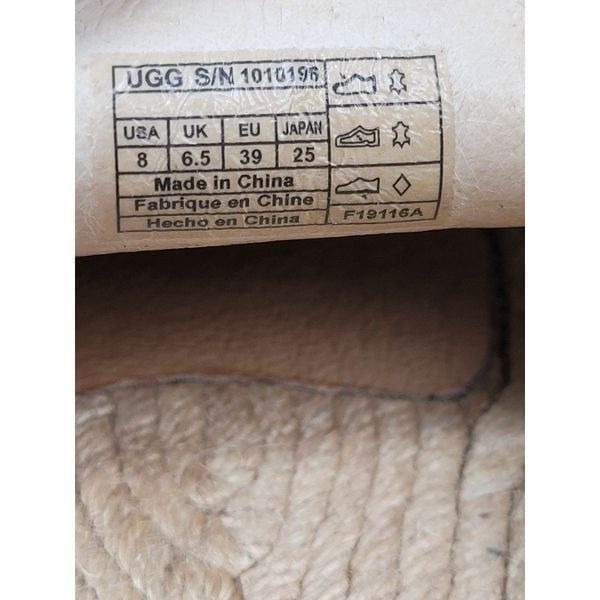 UGG S/N 1010196
USA UK EU JAPAN
8 6.5 39 25
Made in China
Fabrique en Chine
Hecho en China
F19116A